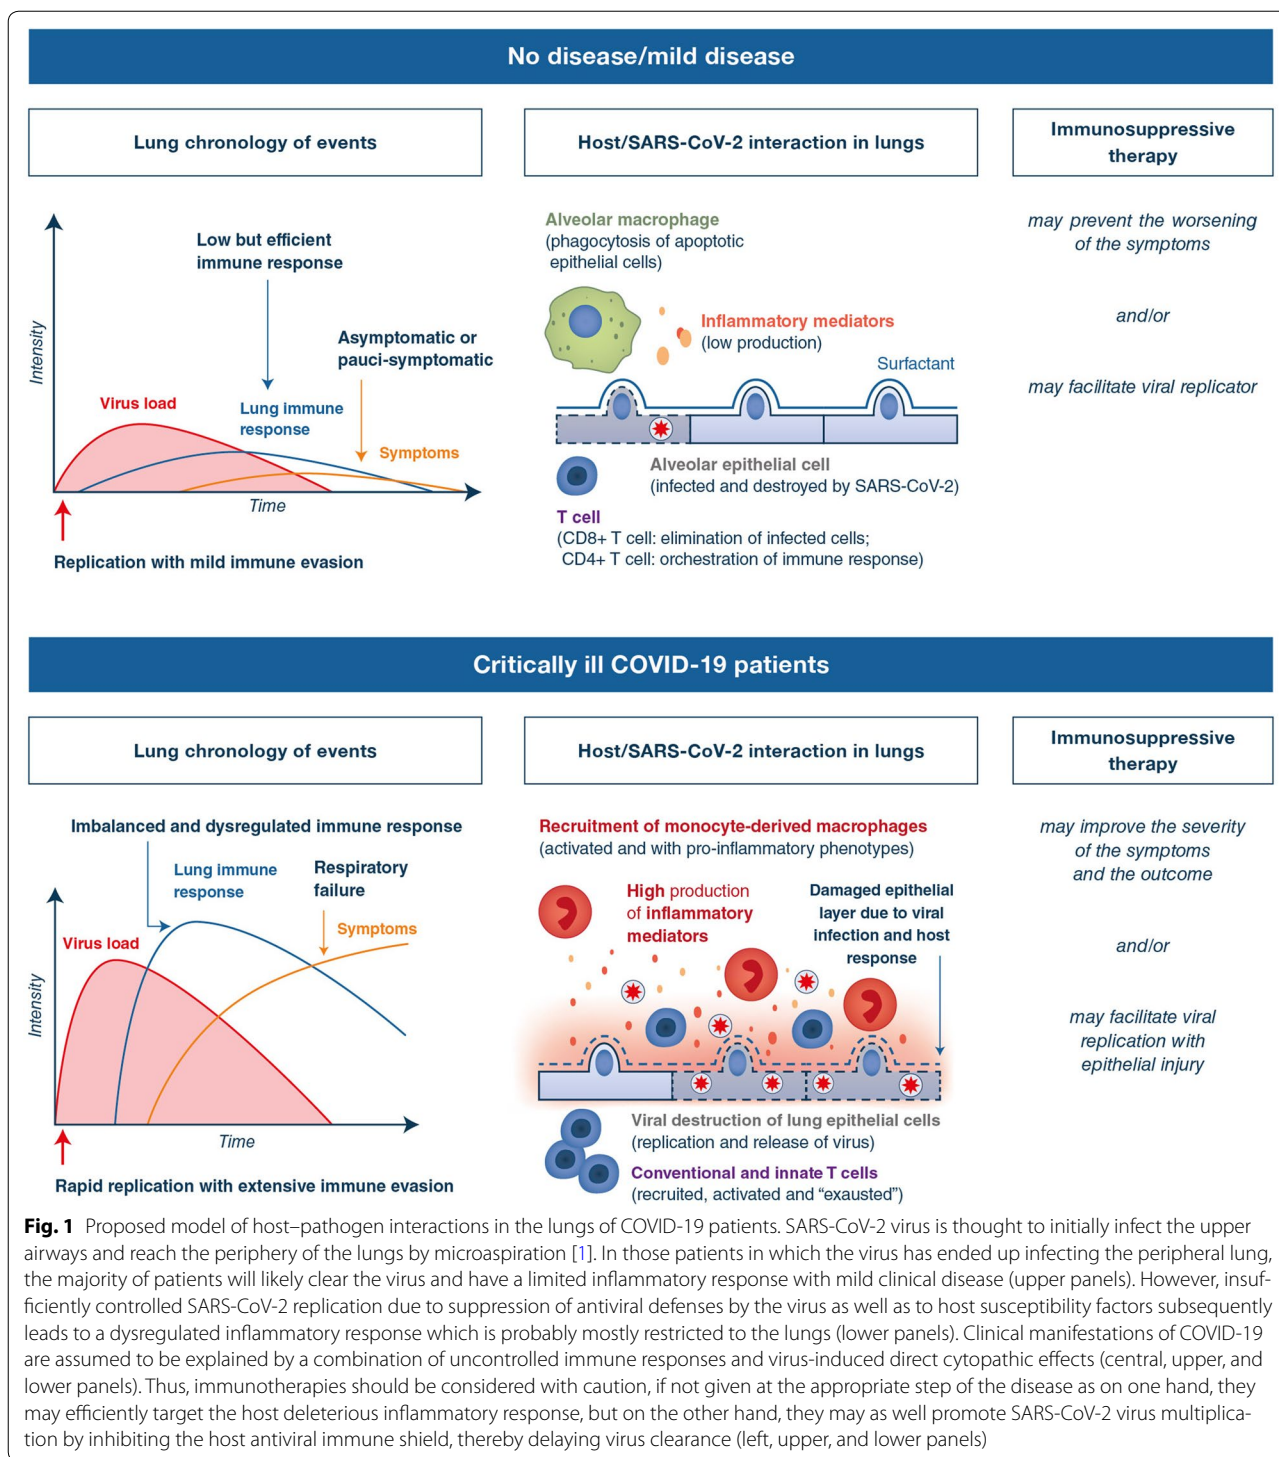 No disease/mild disease
Lung chronology of events
Host/SARS-CoV-2 interaction in lungs
Immunosuppressive
therapy
Low but efficient
immune response
Asymptomatic or
pauci-symptomatic
Intensity
Virus load
Lung immune
response
Symptoms
Time
Replication with mild immune evasion
Alveolar macrophage
(phagocytosis of apoptotic
epithelial cells)
Inflammatory mediators
(low production)
Surfactant
Alveolar epithelial cell
(infected and destroyed by SARS-CoV-2)
T cell
(CD8+ T cell: elimination of infected cells;
CD4+ T cell: orchestration of immune response)
may prevent the worsening
of the symptoms
and/or
may facilitate viral replicator
Critically ill COVID-19 patients
Lung chronology of events
Host/SARS-CoV-2 interaction in lungs
Immunosuppressive
therapy
Imbalanced and dysregulated immune response
Lung immune
response
Respiratory
failure
Virus load
Symptoms
Intensity
Time
Rapid replication with extensive immune evasion
Recruitment of monocyte-derived macrophages
(activated and with pro-inflammatory phenotypes)
High production
of inflammatory
mediators
Damaged epithelial
layer due to viral
infection and host
response
Viral destruction of lung epithelial cells
(replication and release of virus)
Conventional and innate T cells
(recruited, activated and “exausted”)
may improve the severity
of the symptoms
and the outcome
and/or
may facilitate viral
replication with
epithelial injury
Fig. 1 Proposed model of host–pathogen interactions in the lungs of COVID-19 patients. SARS-CoV-2 virus is thought to initially infect the upper
airways and reach the periphery of the lungs by microaspiration [1]. In those patients in which the virus has ended up infecting the peripheral lung,
the majority of patients will likely clear the virus and have a limited inflammatory response with mild clinical disease (upper panels). However, insuf-
ficiently controlled SARS-CoV-2 replication due to suppression of antiviral defenses by the virus as well as to host susceptibility factors subsequently
leads to a dysregulated inflammatory response which is probably mostly restricted to the lungs (lower panels). Clinical manifestations of COVID-19
are assumed to be explained by a combination of uncontrolled immune responses and virus-induced direct cytopathic effects (central, upper, and
lower panels). Thus, immunotherapies should be considered with caution, if not given at the appropriate step of the disease as on one hand, they
may efficiently target the host deleterious inflammatory response, but on the other hand, they may as well promote SARS-CoV-2 virus multiplica-
tion by inhibiting the host antiviral immune shield, thereby delaying virus clearance (left, upper, and lower panels)